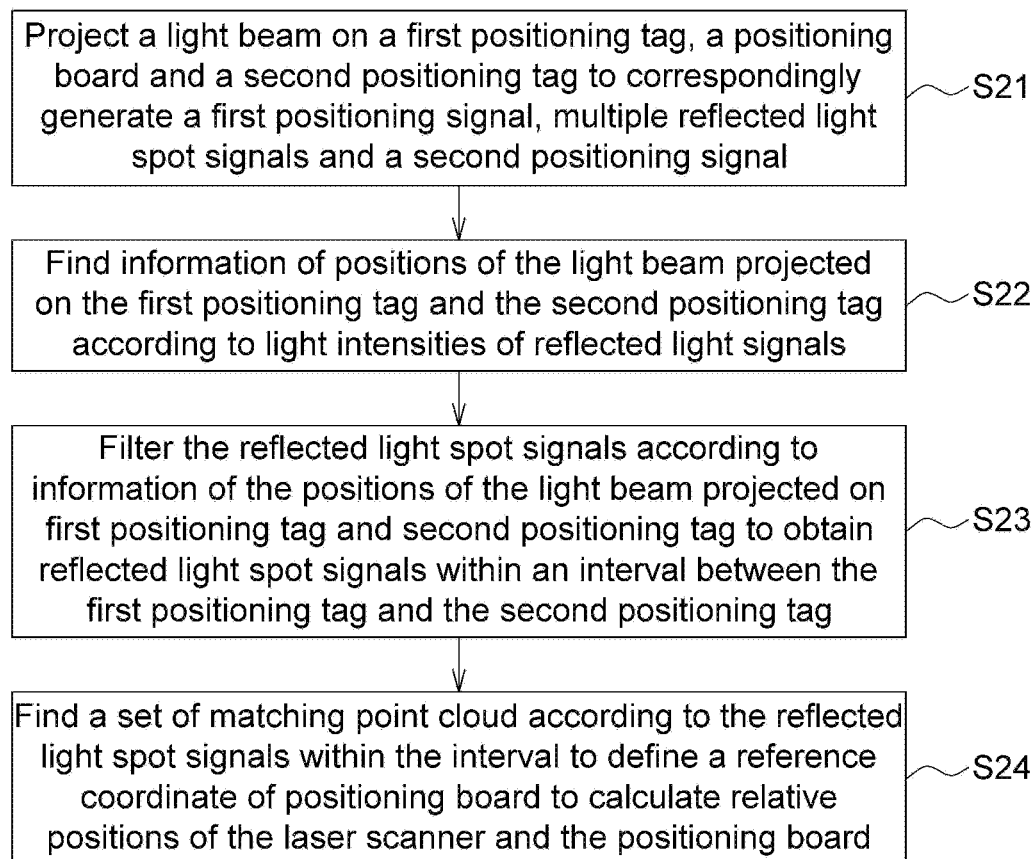 Project a light beam on a first positioning tag, a positioning
board and a second positioning tag to correspondingly
generate a first positioning signal, multiple reflected light
spot signals and a second positioning signal
S21
Find information of positions of the light beam projected
on the first positioning tag and the second positioning tag
according to light intensities of reflected light signals
S22
Filter the reflected light spot signals according to
information of the positions of the light beam projected on
first positioning tag and second positioning tag to obtain
reflected light spot signals within an interval between the
first positioning tag and the second positioning tag
S23
Find a set of matching point cloud according to the reflected
light spot signals within the interval to define a reference
coordinate of positioning board to calculate relative
positions of the laser scanner and the positioning board
S24